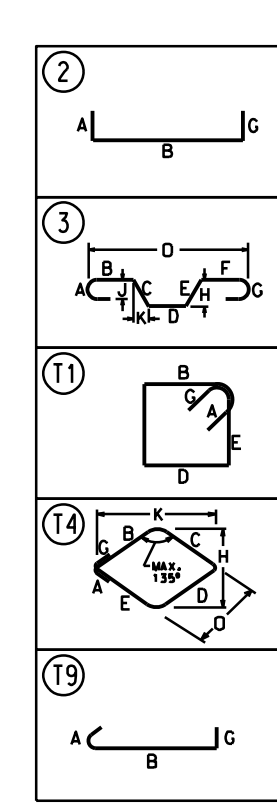 2
A G
B
3
O
B F
A J C E H G
K D
T1
B
G
A
E
D
T4
K
B C
G H
MAX.
135°
A
E D
O
T9
A G
B